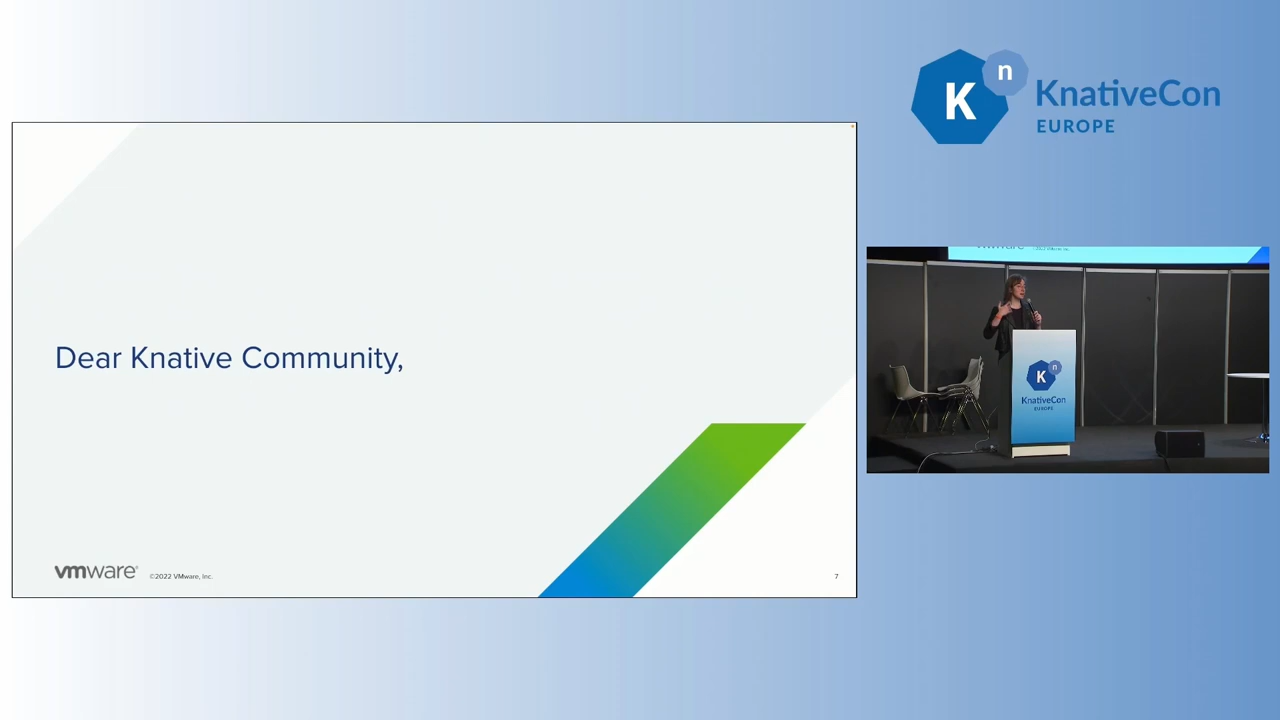 K n
KnativeCon
EUROPE
Dear Knative Community,
vmware®
©2022 VMware, Inc.
7
K n
KnativeCon
EUROPE